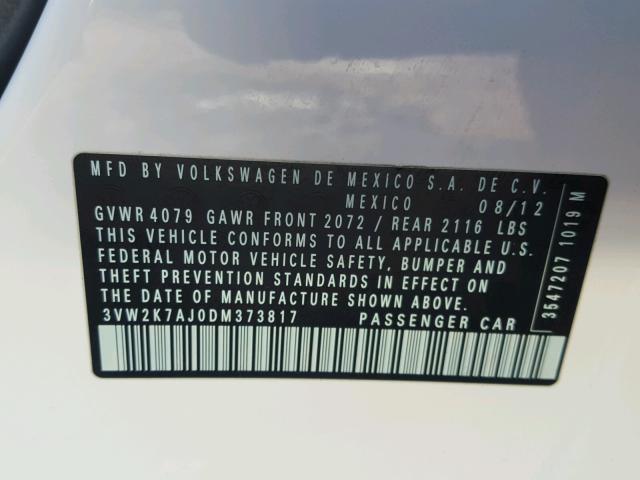 MFD BY VOLKSWAGEN DE MEXICO S.A. DE C.V.
MEXICO 08/12
GVWR 4079 GAWR FRONT 2072 / REAR 2116 LBS
THIS VEHICLE CONFORMS TO ALL APPLICABLE U.S.
FEDERAL MOTOR VEHICLE SAFETY, BUMPER AND
THEFT PREVENTION STANDARDS IN EFFECT ON
THE DATE OF MANUFACTURE SHOWN ABOVE.
3VW2K7AJ0DM373817 PASSENGER CAR
3547207 1019 M